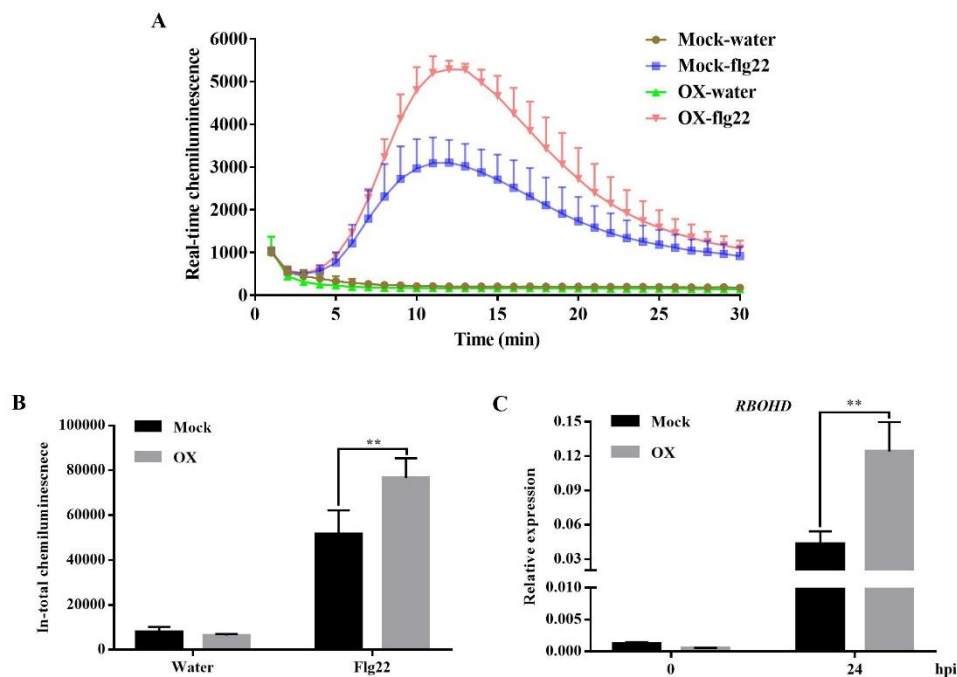 A
Real-time chemiluminescence
6000
5000
4000
3000
2000
1000
0
0 5 10 15 20 25 30
Time (min)
Mock-water
Mock-flg22
OX-water
OX-flg22
B
In-total chemiluminescnece
100000
80000
60000
40000
20000
0
Mock
OX
**
Water Flg22
C
RBOHD
Relative expression
0.15
0.12
0.09
0.06
0.03
0.010
0.005
0.000
Mock
OX
**
0 24 hpi